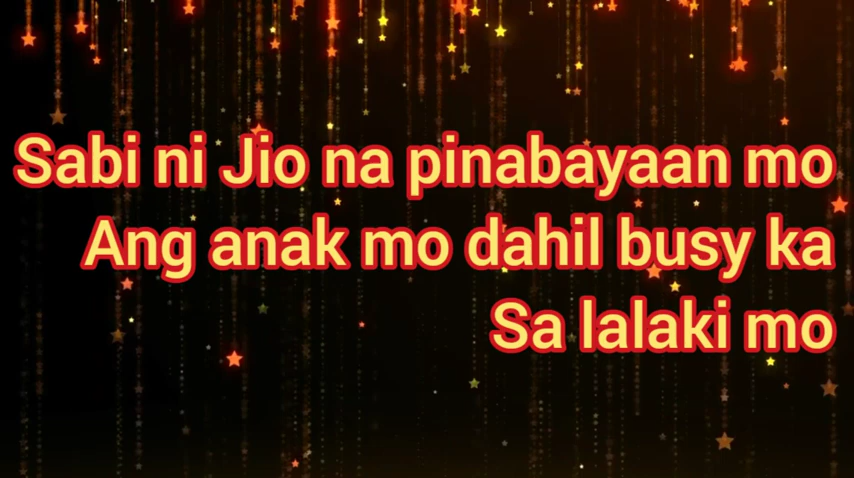 Sabi ni Jio na pinabayaan mo
Ang anak mo dahil busy ka
Sa lalaki mo